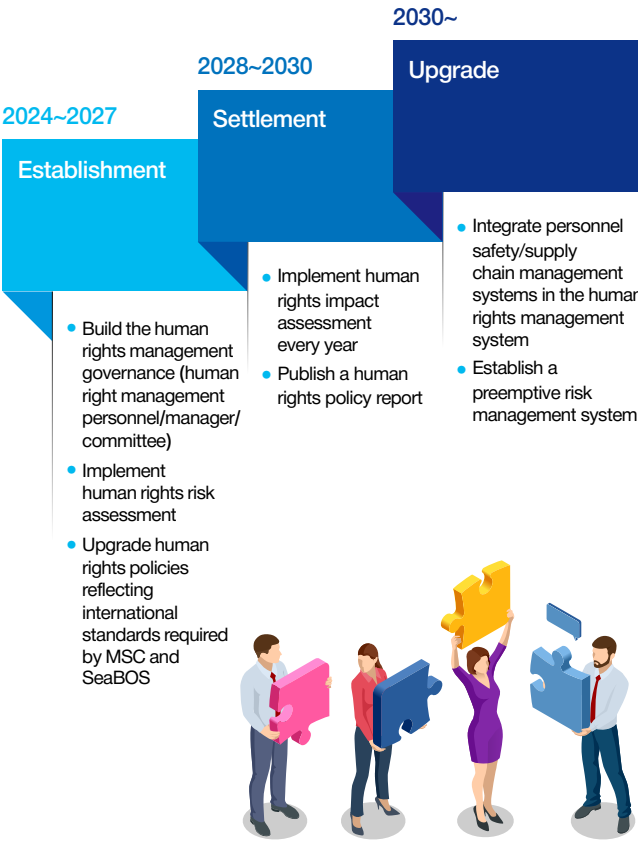 2024~2027
Establishment
Build the human
rights management
governance (human
right management
personnel/manager/
committee)
Implement
human rights risk
assessment
Upgrade human
rights policies
reflecting
international
standards required
by MSC and
SeaBOS
2028~2030
Settlement
Implement human
rights impact
assessment
every year
Publish a human
rights policy report
2030~
Upgrade
Integrate personnel
safety/supply
chain management
systems in the human
rights management
system
Establish a
preemptive risk
management system